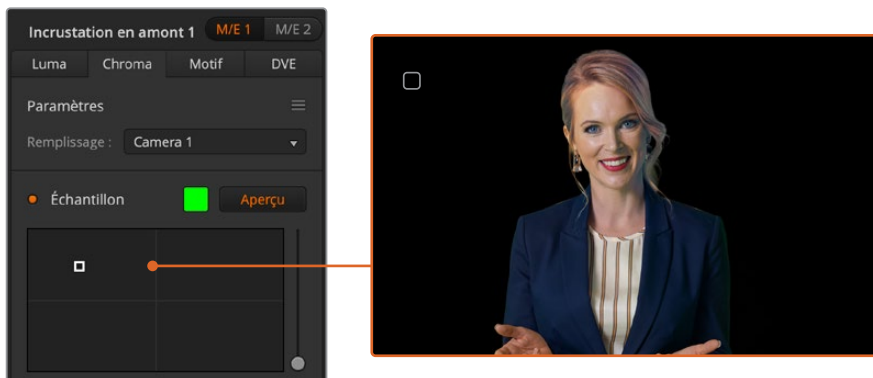 Incrustation en amont 1 M/E 1 M/E 2
Luma Chroma Motif DVE
Paramètres
Remplissage : Camera 1
Échantillon Aperçu